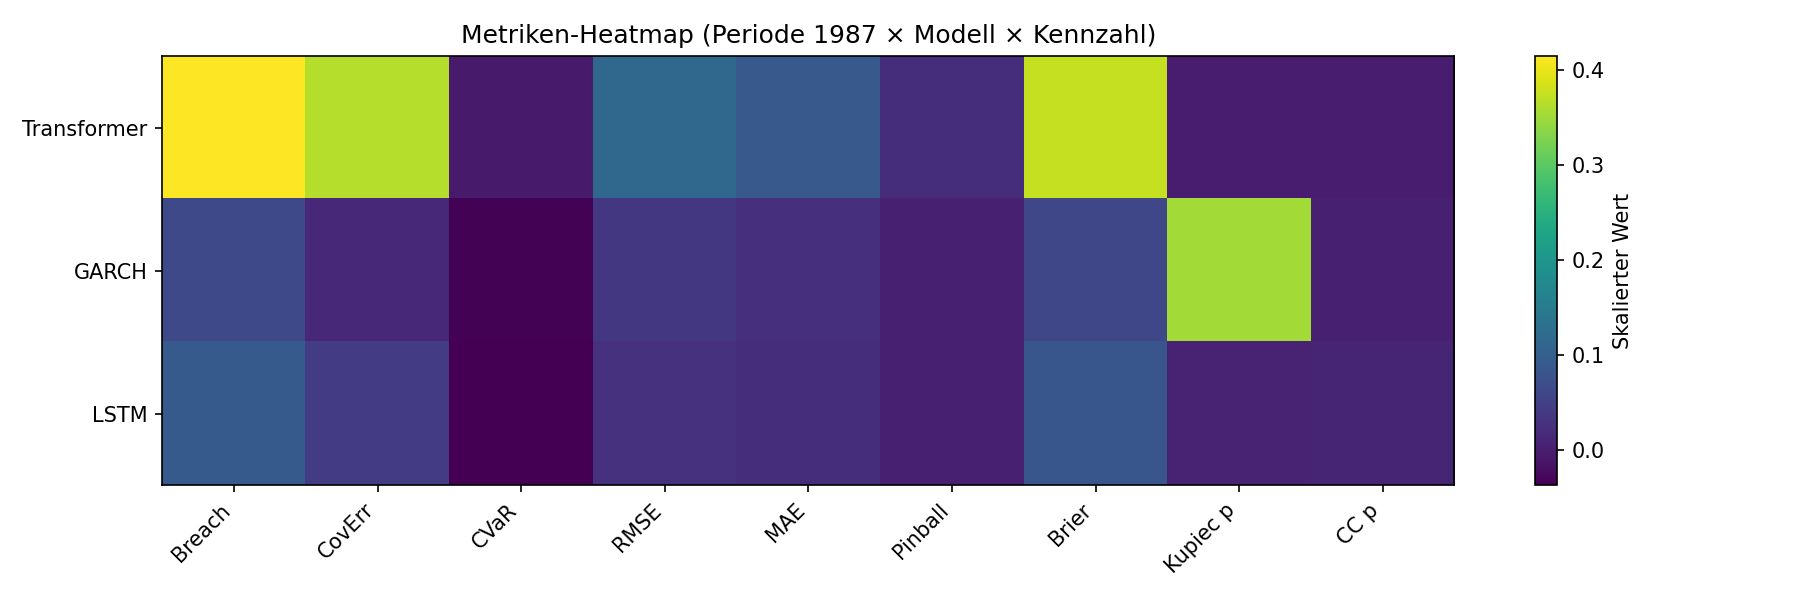 Metriken-Heatmap (Periode 1987 × Modell × Kennzahl)
Transformer
GARCH
LSTM
Breach
CovErr
CVaR
RMSE
MAE
Pinball
Brier
Kupiec p
CC p
0.4
0.3
0.2
0.1
0.0
Skalierter Wert